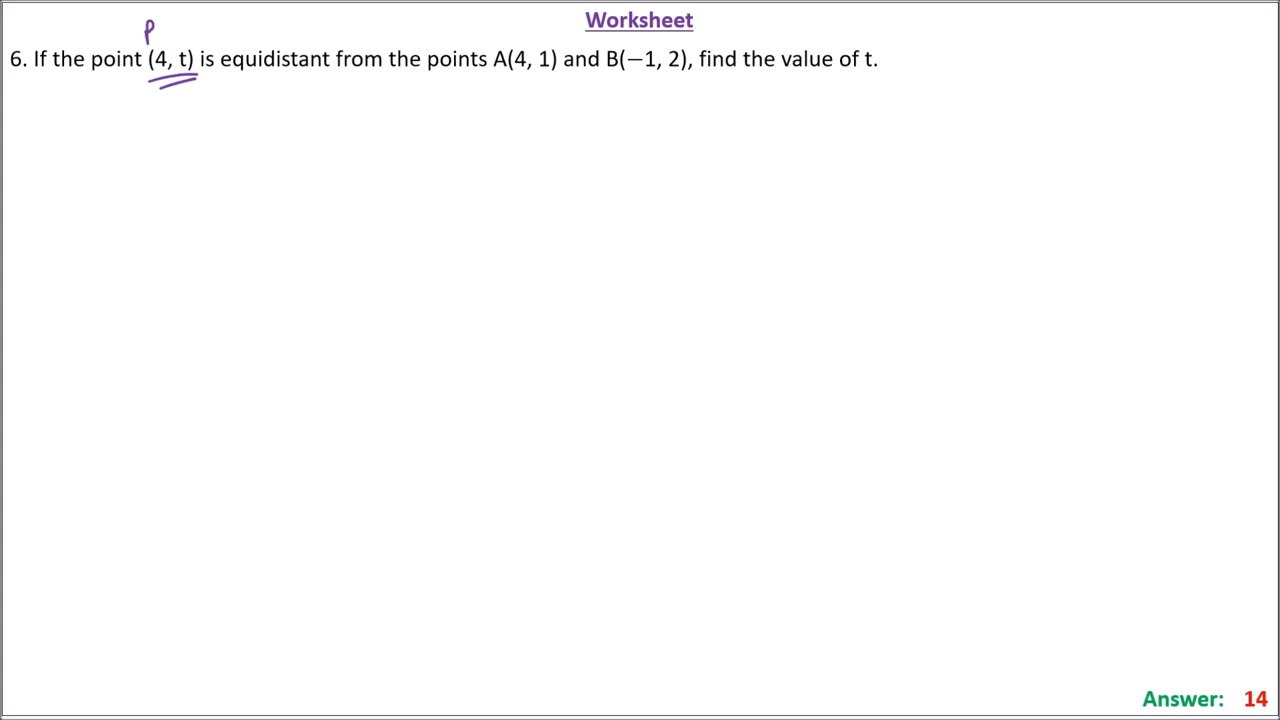 Worksheet
P
6. If the point (4, t) is equidistant from the points A(4, 1) and B(−1, 2), find the value of t.
Answer: 14